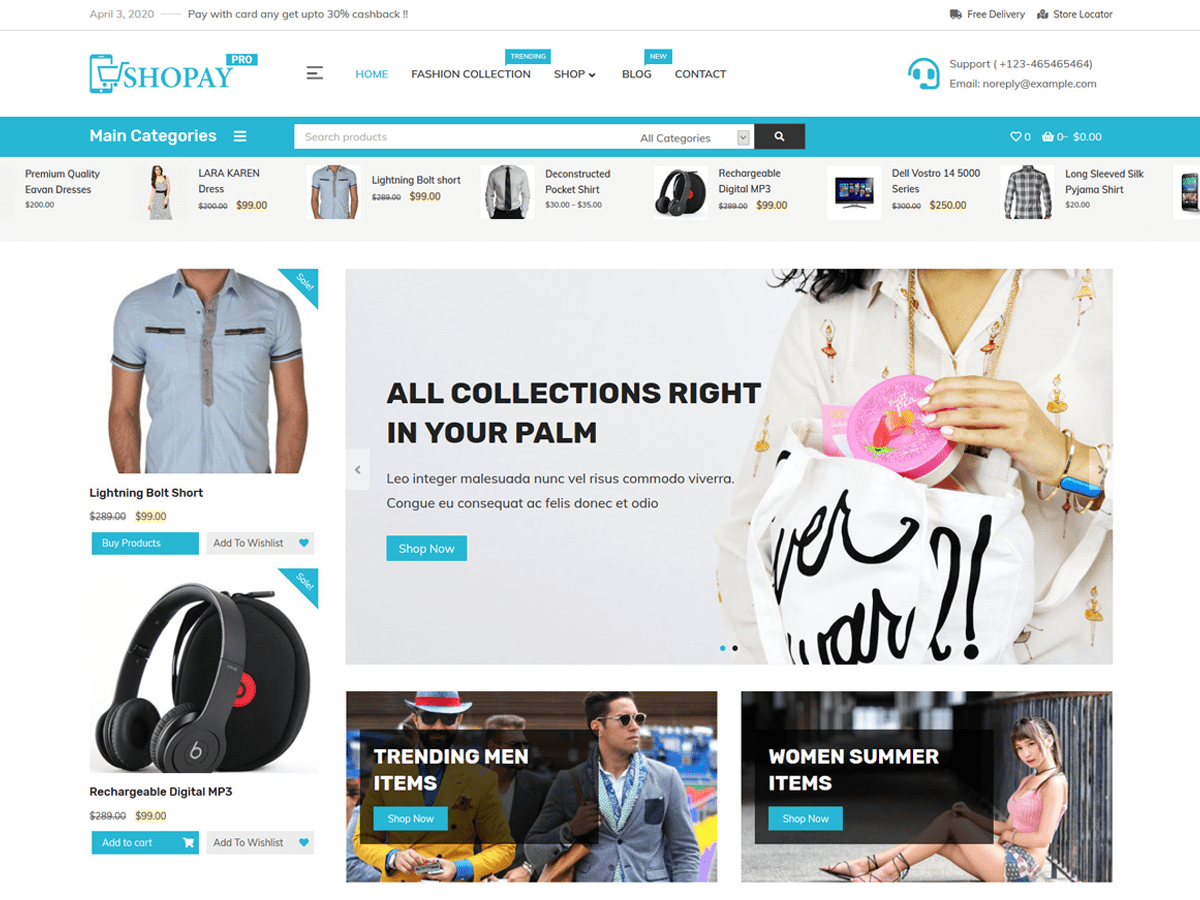 April 3, 2020
Pay with card any get upto 30% cashback !!
Free Delivery
Store Locator
SHOPAY PRO
HOME
FASHION COLLECTION
TRENDING
SHOP
BLOG
NEW
CONTACT
Support ( +123-465465464)
Email: noreply@example.com
Main Categories
Search products
All Categories
0
0- $0.00
Premium Quality
Eavan Dresses
$200.00
LARA KAREN
Dress
$200.00 $99.00
Lightning Bolt short
$289.00 $99.00
Deconstructed
Pocket Shirt
$30.00 – $35.00
Rechargeable
Digital MP3
$289.00 $99.00
Dell Vostro 14 5000
Series
$300.00 $250.00
Long Sleeved Silk
Pyjama Shirt
$20.00
Sale!
Lightning Bolt Short
$289.00 $99.00
Buy Products
Add To Wishlist
Sale!
b
Rechargeable Digital MP3
$289.00 $99.00
Add to cart
Add To Wishlist
ALL COLLECTIONS RIGHT
IN YOUR PALM
Leo integer malesuada nunc vel risus commodo viverra.
Congue eu consequat ac felis donec et odio
Shop Now
TRENDING MEN
ITEMS
Shop Now
WOMEN SUMMER
ITEMS
Shop Now